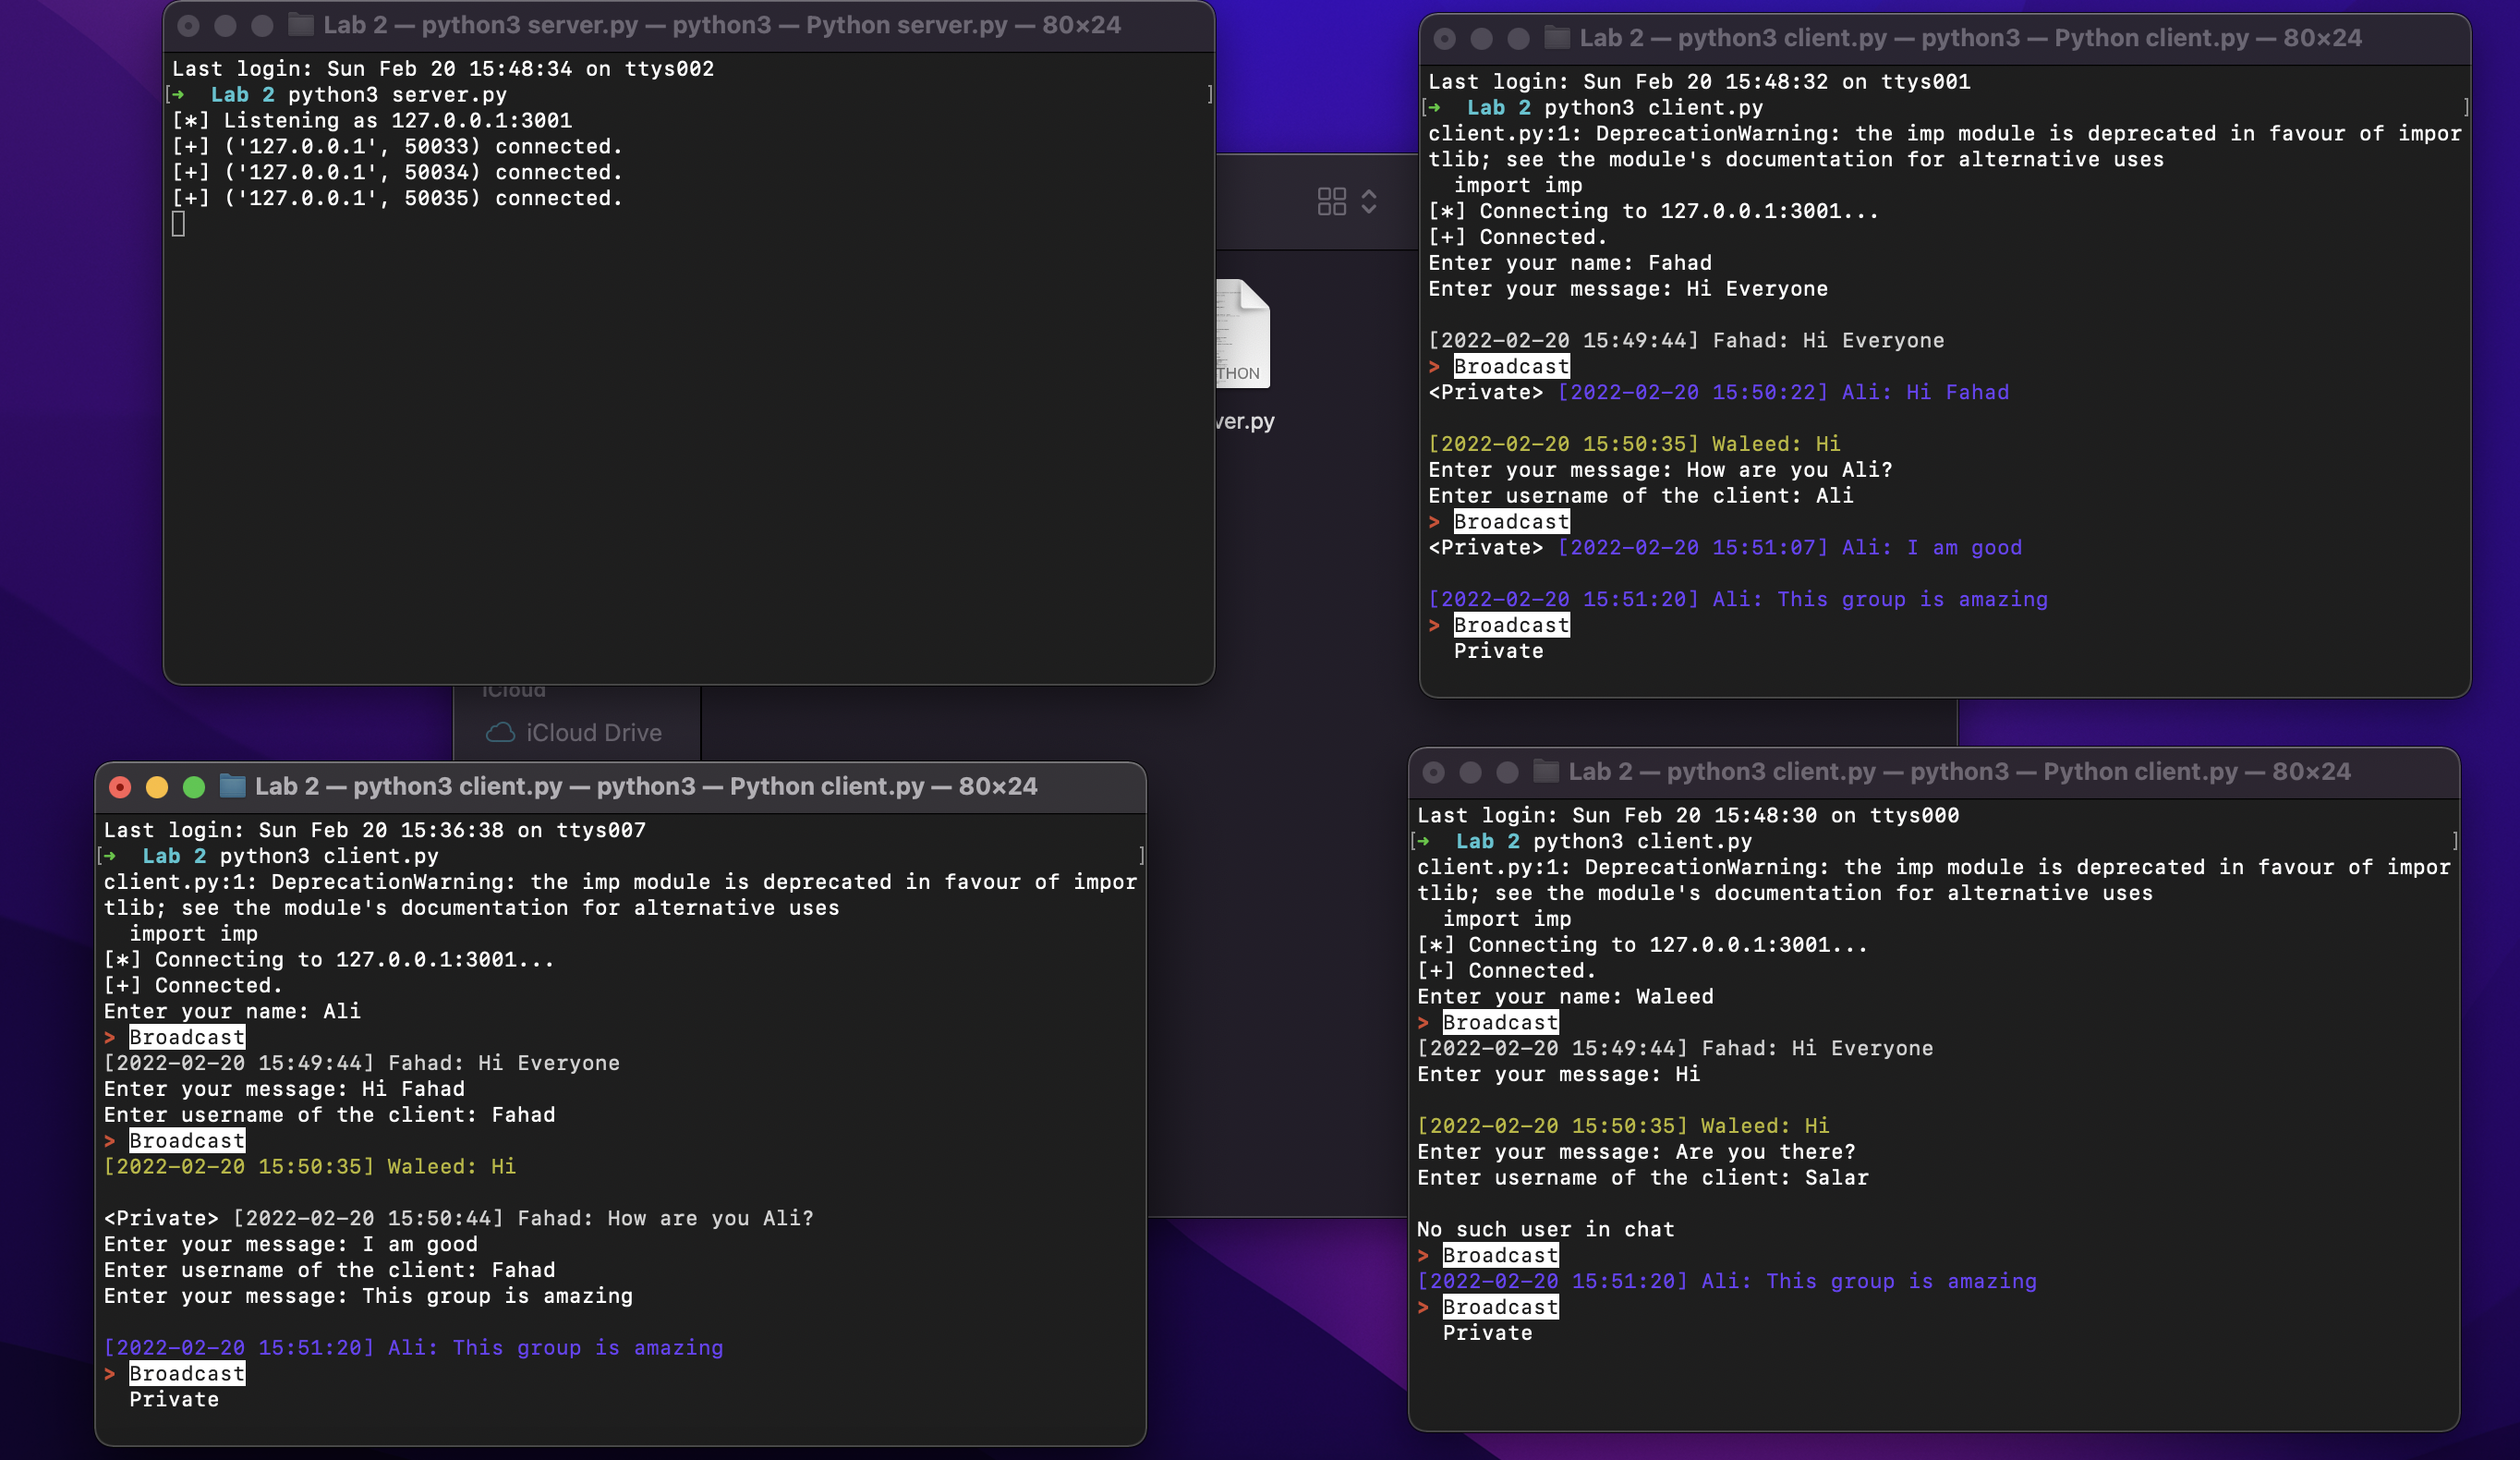 Lab 2 — python3 server.py — python3 — Python server.py — 80×24
Last login: Sun Feb 20 15:48:34 on ttys002
[➜  Lab 2 python3 server.py ]
[*] Listening as 127.0.0.1:3001
[+] ('127.0.0.1', 50033) connected.
[+] ('127.0.0.1', 50034) connected.
[+] ('127.0.0.1', 50035) connected.
Lab 2 — python3 client.py — python3 — Python client.py — 80×24
Last login: Sun Feb 20 15:48:32 on ttys001
[➜  Lab 2 python3 client.py ]
client.py:1: DeprecationWarning: the imp module is deprecated in favour of impor
tlib; see the module's documentation for alternative uses
  import imp
[*] Connecting to 127.0.0.1:3001...
[+] Connected.
Enter your name: Fahad
Enter your message: Hi Everyone
[2022-02-20 15:49:44] Fahad: Hi Everyone
> Broadcast
<Private> [2022-02-20 15:50:22] Ali: Hi Fahad
[2022-02-20 15:50:35] Waleed: Hi
Enter your message: How are you Ali?
Enter username of the client: Ali
> Broadcast
<Private> [2022-02-20 15:51:07] Ali: I am good
[2022-02-20 15:51:20] Ali: This group is amazing
> Broadcast
  Private
THON
ver.py
iCloud
iCloud Drive
Lab 2 — python3 client.py — python3 — Python client.py — 80×24
Last login: Sun Feb 20 15:36:38 on ttys007
[➜  Lab 2 python3 client.py ]
client.py:1: DeprecationWarning: the imp module is deprecated in favour of impor
tlib; see the module's documentation for alternative uses
  import imp
[*] Connecting to 127.0.0.1:3001...
[+] Connected.
Enter your name: Ali
> Broadcast
[2022-02-20 15:49:44] Fahad: Hi Everyone
Enter your message: Hi Fahad
Enter username of the client: Fahad
> Broadcast
[2022-02-20 15:50:35] Waleed: Hi
<Private> [2022-02-20 15:50:44] Fahad: How are you Ali?
Enter your message: I am good
Enter username of the client: Fahad
Enter your message: This group is amazing
[2022-02-20 15:51:20] Ali: This group is amazing
> Broadcast
  Private
Lab 2 — python3 client.py — python3 — Python client.py — 80×24
Last login: Sun Feb 20 15:48:30 on ttys000
[➜  Lab 2 python3 client.py ]
client.py:1: DeprecationWarning: the imp module is deprecated in favour of impor
tlib; see the module's documentation for alternative uses
  import imp
[*] Connecting to 127.0.0.1:3001...
[+] Connected.
Enter your name: Waleed
> Broadcast
[2022-02-20 15:49:44] Fahad: Hi Everyone
Enter your message: Hi
[2022-02-20 15:50:35] Waleed: Hi
Enter your message: Are you there?
Enter username of the client: Salar
No such user in chat
> Broadcast
[2022-02-20 15:51:20] Ali: This group is amazing
> Broadcast
  Private